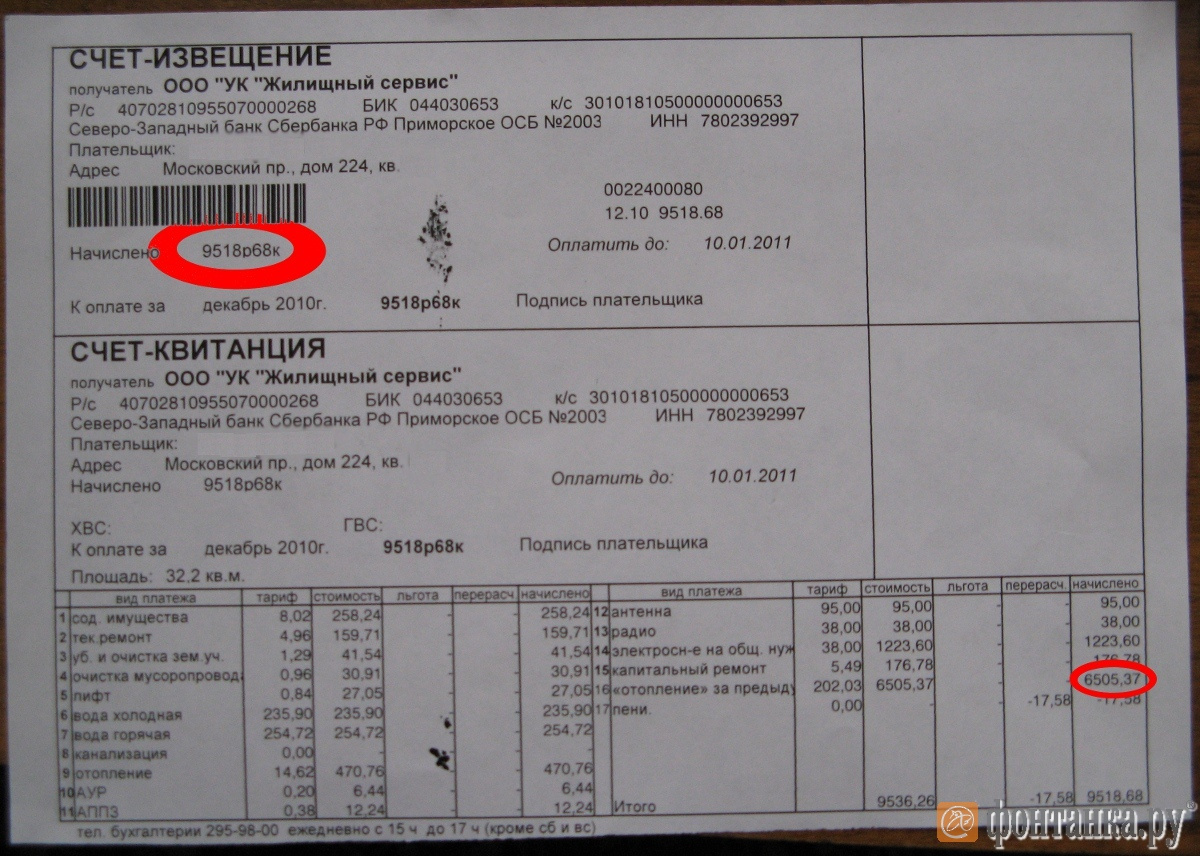 СЧЕТ-ИЗВЕЩЕНИЕ
получатель ООО "УК "Жилищный сервис"
Р/с 40702810955070000268 БИК 044030653 к/с 30101810500000000653
Северо-Западный банк Сбербанка РФ Приморское ОСБ №2003 ИНН 7802392997
Плательщик:
Адрес Московский пр., дом 224, кв.
0022400080
12.10 9518.68
Начислено 9518р68к Оплатить до: 10.01.2011
К оплате за декабрь 2010г. 9518р68к Подпись плательщика
СЧЕТ-КВИТАНЦИЯ
получатель ООО "УК "Жилищный сервис"
Р/с 40702810955070000268 БИК 044030653 к/с 30101810500000000653
Северо-Западный банк Сбербанка РФ Приморское ОСБ №2003 ИНН 7802392997
Плательщик:
Адрес Московский пр., дом 224, кв.
Начислено 9518р68к Оплатить до: 10.01.2011
ХВС: ГВС:
К оплате за декабрь 2010г. 9518р68к Подпись плательщика
Площадь: 32,2 кв.м.
вид платежа тариф стоимость льгота перерасч. начислено вид платежа тариф стоимость льгота перерасч. начислено
1 сод. имущества 8,02 258,24 - - 258,24 12 антенна 95,00 95,00 - 95,00
2 тек.ремонт 4,96 159,71 - - 159,71 13 радио 38,00 38,00 - 38,00
3 уб. и очистка зем.уч. 1,29 41,54 - - 41,54 14 электросн-е на общ. нуж 38,00 1223,60 - 1223,60
4 очистка мусоропровод. 0,96 30,91 - - 30,91 15 капитальный ремонт 5,49 176,78 - 176,78
5 лифт 0,84 27,05 - - 27,05 16 «отопление» за предыду 202,03 6505,37 - 6505,37
6 вода холодная 235,90 235,90 - - 235,90 17 пени. 0,00 - -17,58 -17,58
7 вода горячая 254,72 254,72 - - 254,72
8 канализация 0,00 - - -
9 отопление 14,62 470,76 - - 470,76
10 АУР 0,20 6,44 - - 6,44
11 АППЗ 0,38 12,24 - - 12,24 Итого 9536,26 -17,58 9518,68
тел. бухгалтерии 295-98-00 ежедневно с 15 ч до 17 ч (кроме сб и вс)
фонтанка.ру